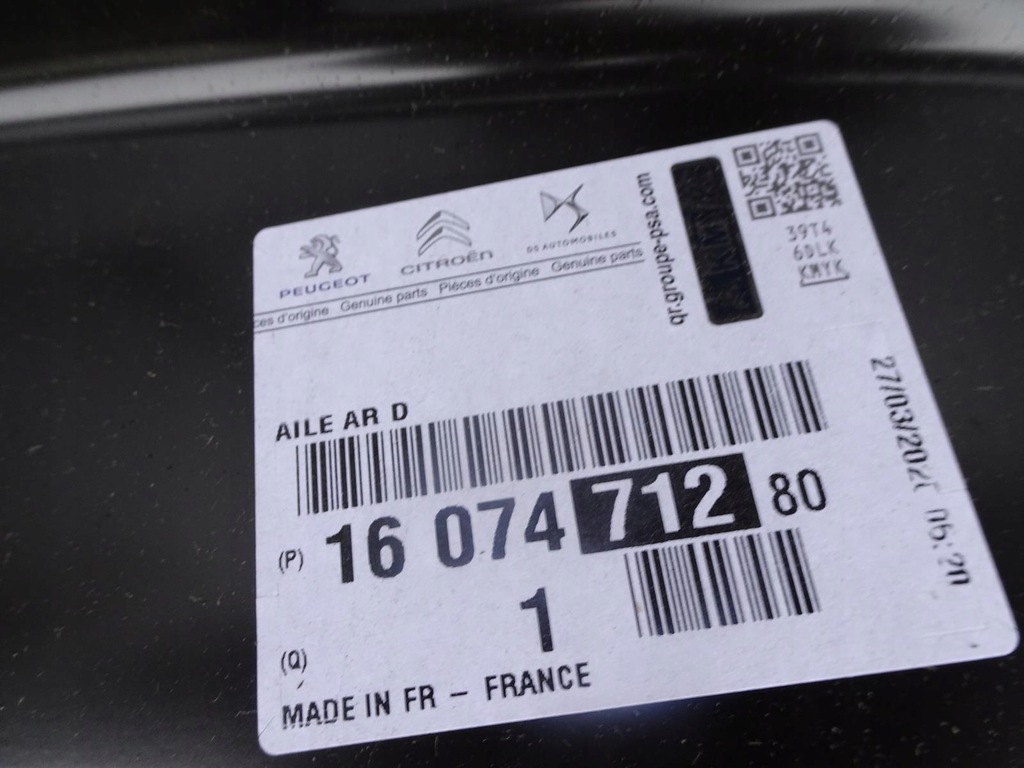 PEUGEOT
CITROËN
DS AUTOMOBILES
ces d'origine Genuine parts Pièces d'origine Genuine parts
qr.groupe-psa.com
39T4
6DLK
KMYK
27/03/202 06:20
AILE AR D
(P) 16 074 712 80
(Q) 1
MADE IN FR - FRANCE